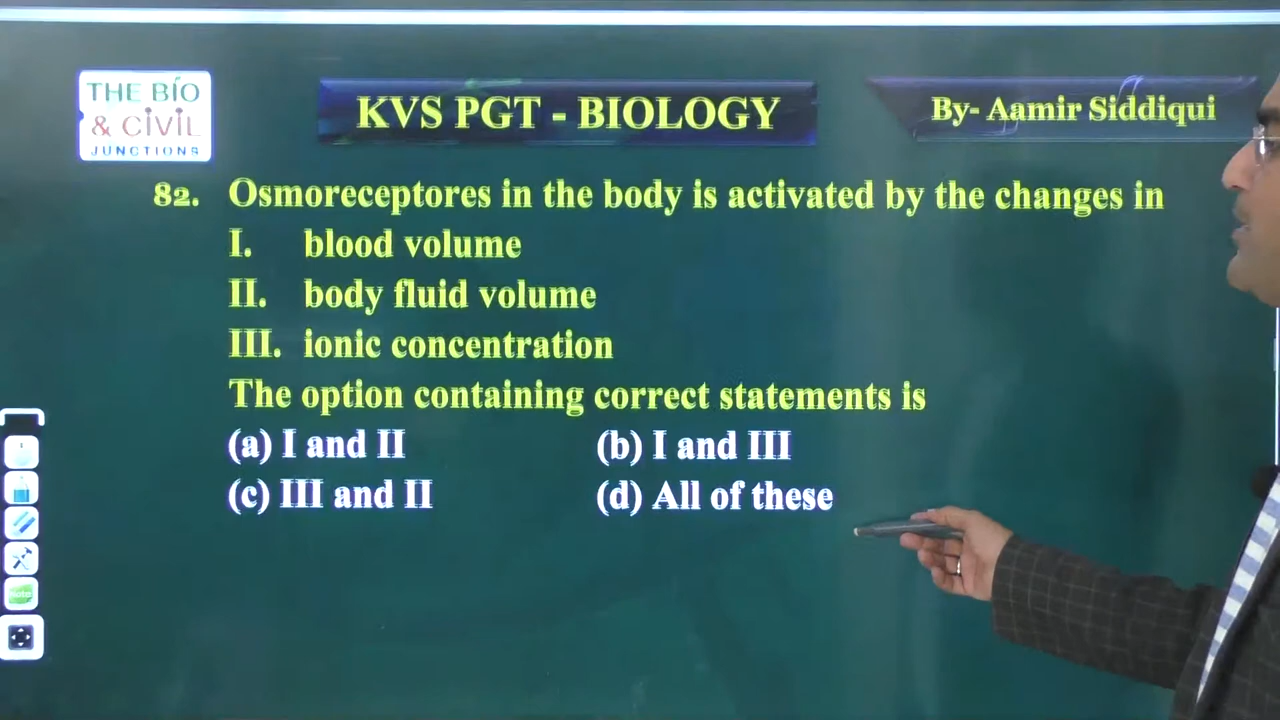 THE BÍO
& CiViL
JUNCTIONS
KVS PGT - BIOLOGY
By- Aamir Siddiqui
82. Osmoreceptores in the body is activated by the changes in
I. blood volume
II. body fluid volume
III. ionic concentration
The option containing correct statements is
(a) I and II (b) I and III
(c) III and II (d) All of these